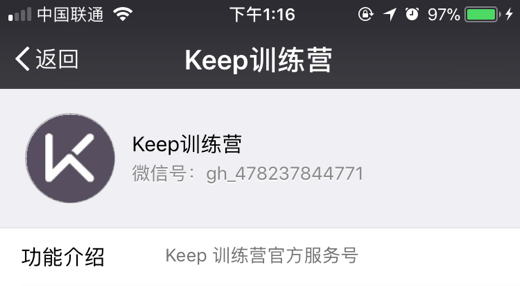 中国联通 下午1:16 97%
返回 Keep训练营
Keep训练营
微信号：gh_478237844771
功能介绍 Keep 训练营官方服务号